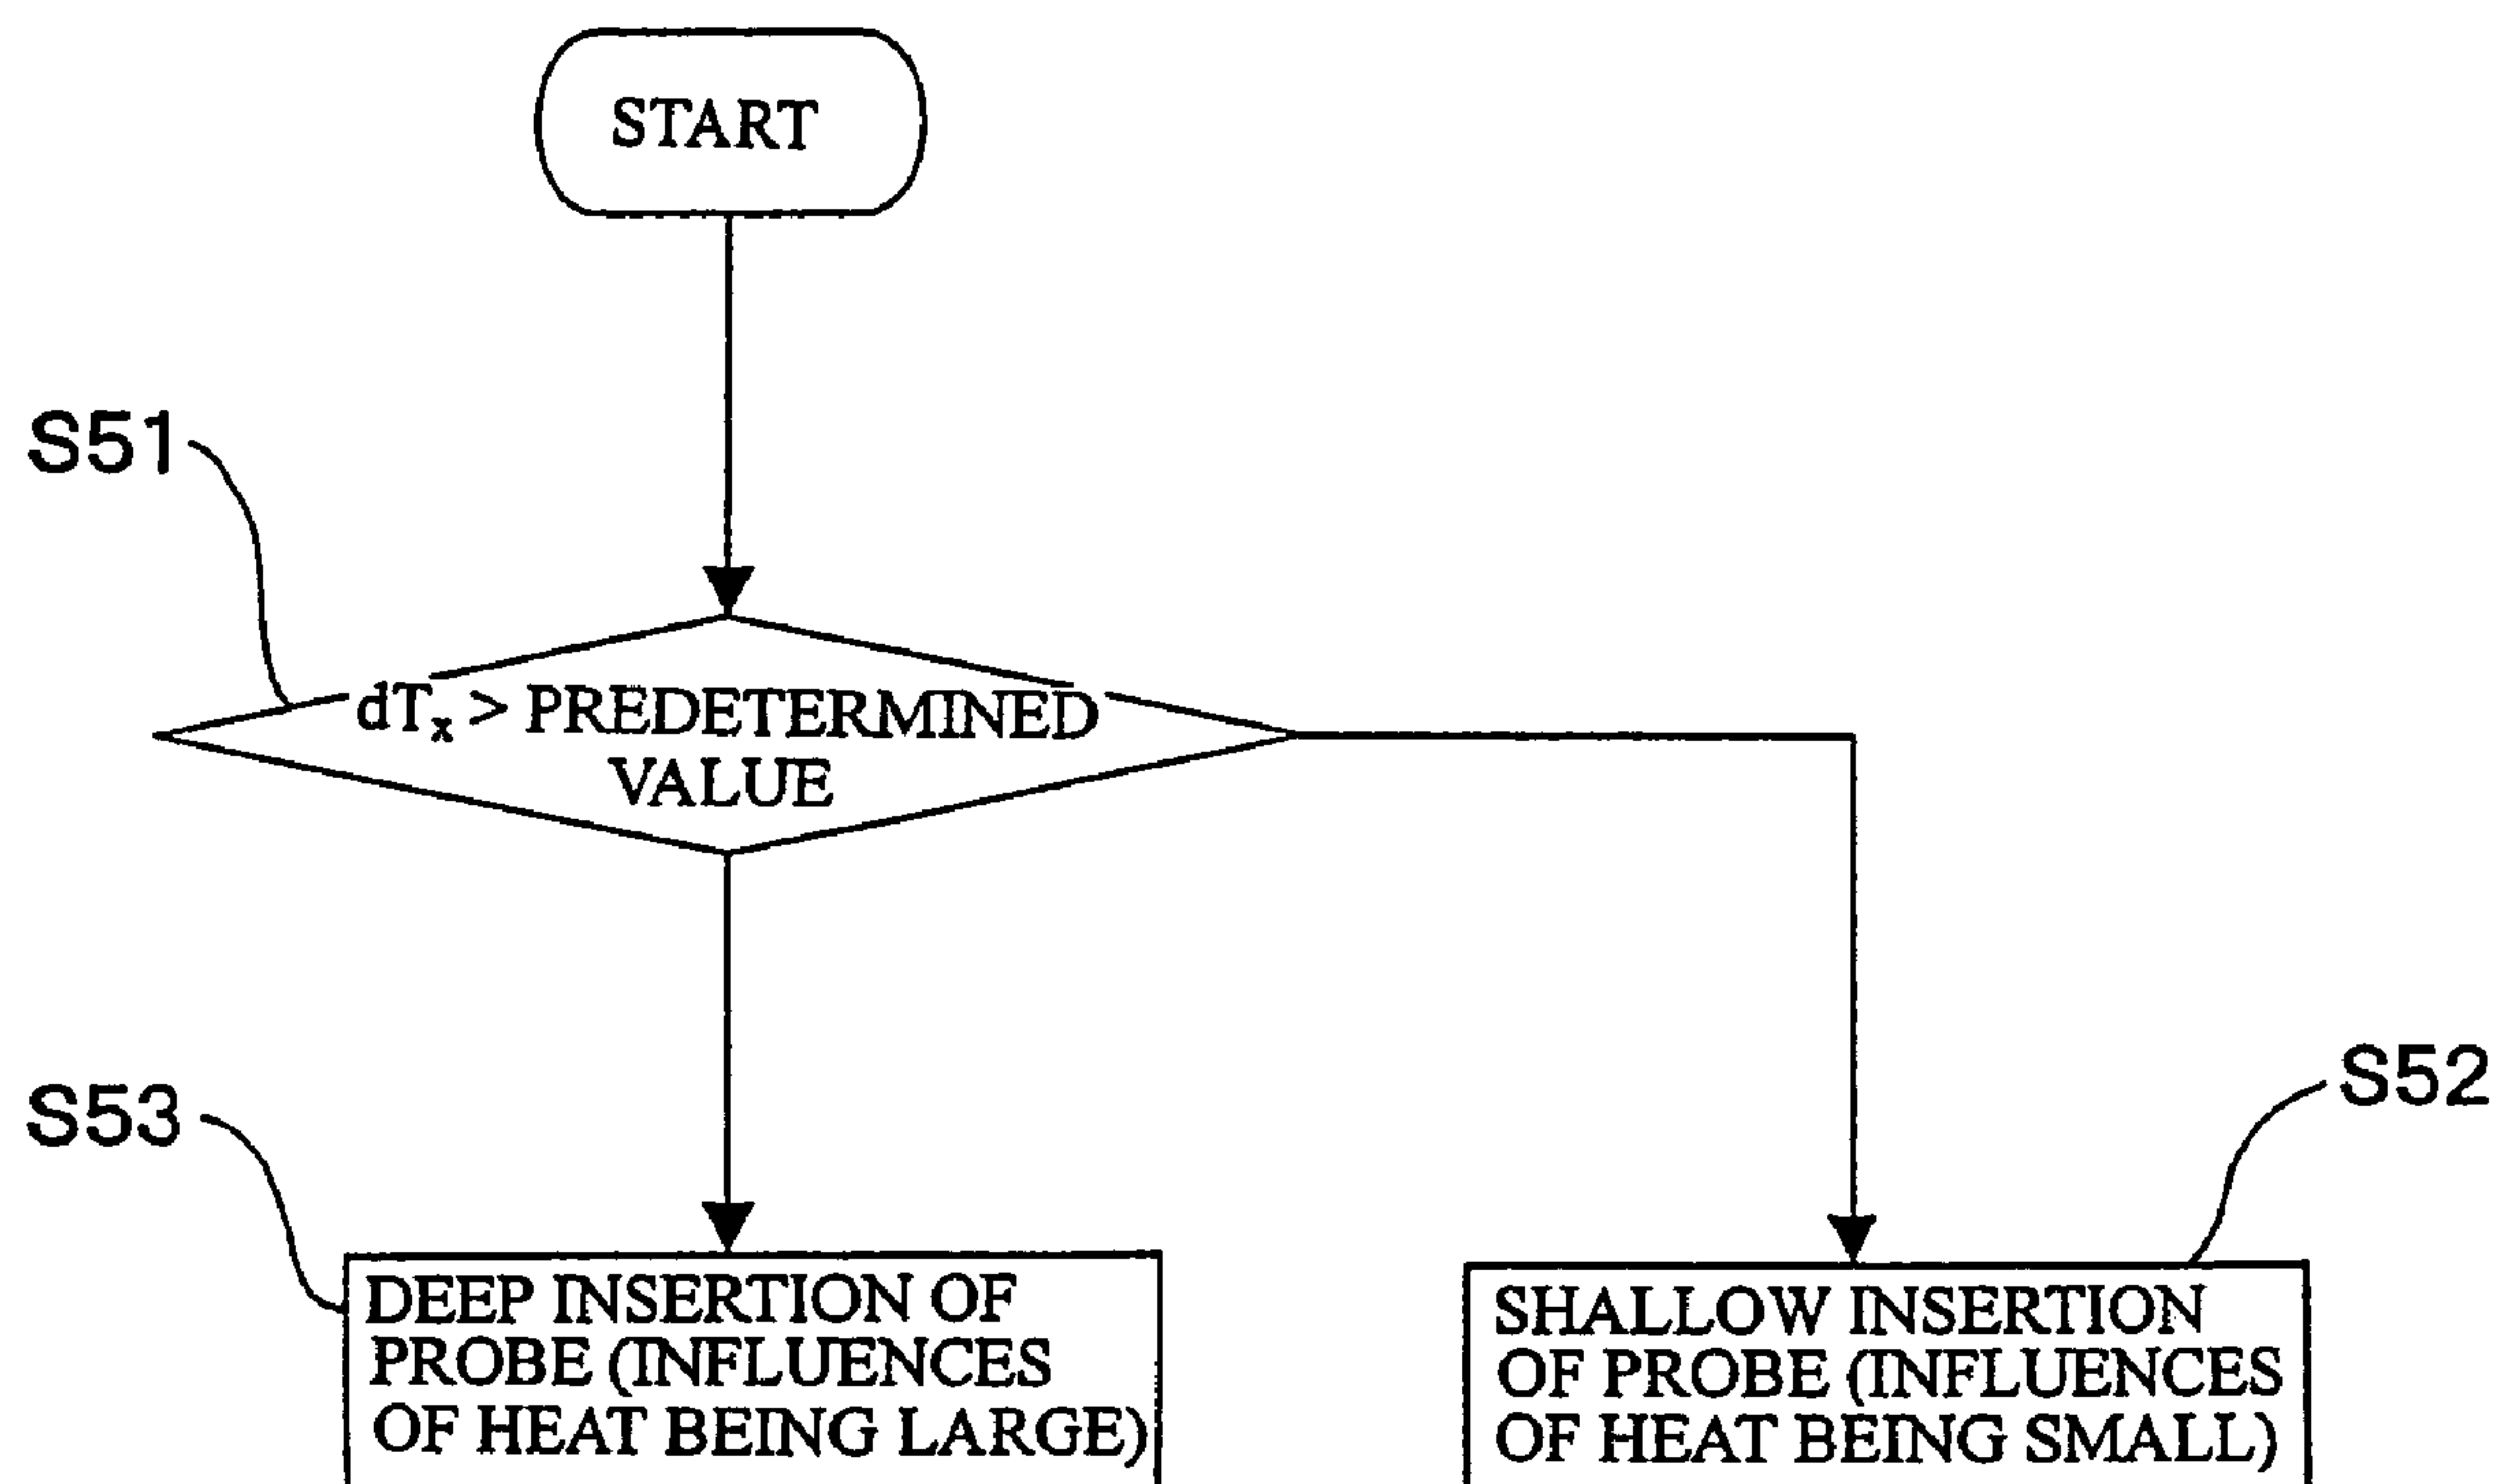 START
S51
dTx > PREDETERMINED
VALUE
S53
S52
DEEP INSERTION OF
PROBE (INFLUENCES
OF HEAT BEING LARGE)
SHALLOW INSERTION
OF PROBE (INFLUENCES
OF HEAT BEING SMALL)